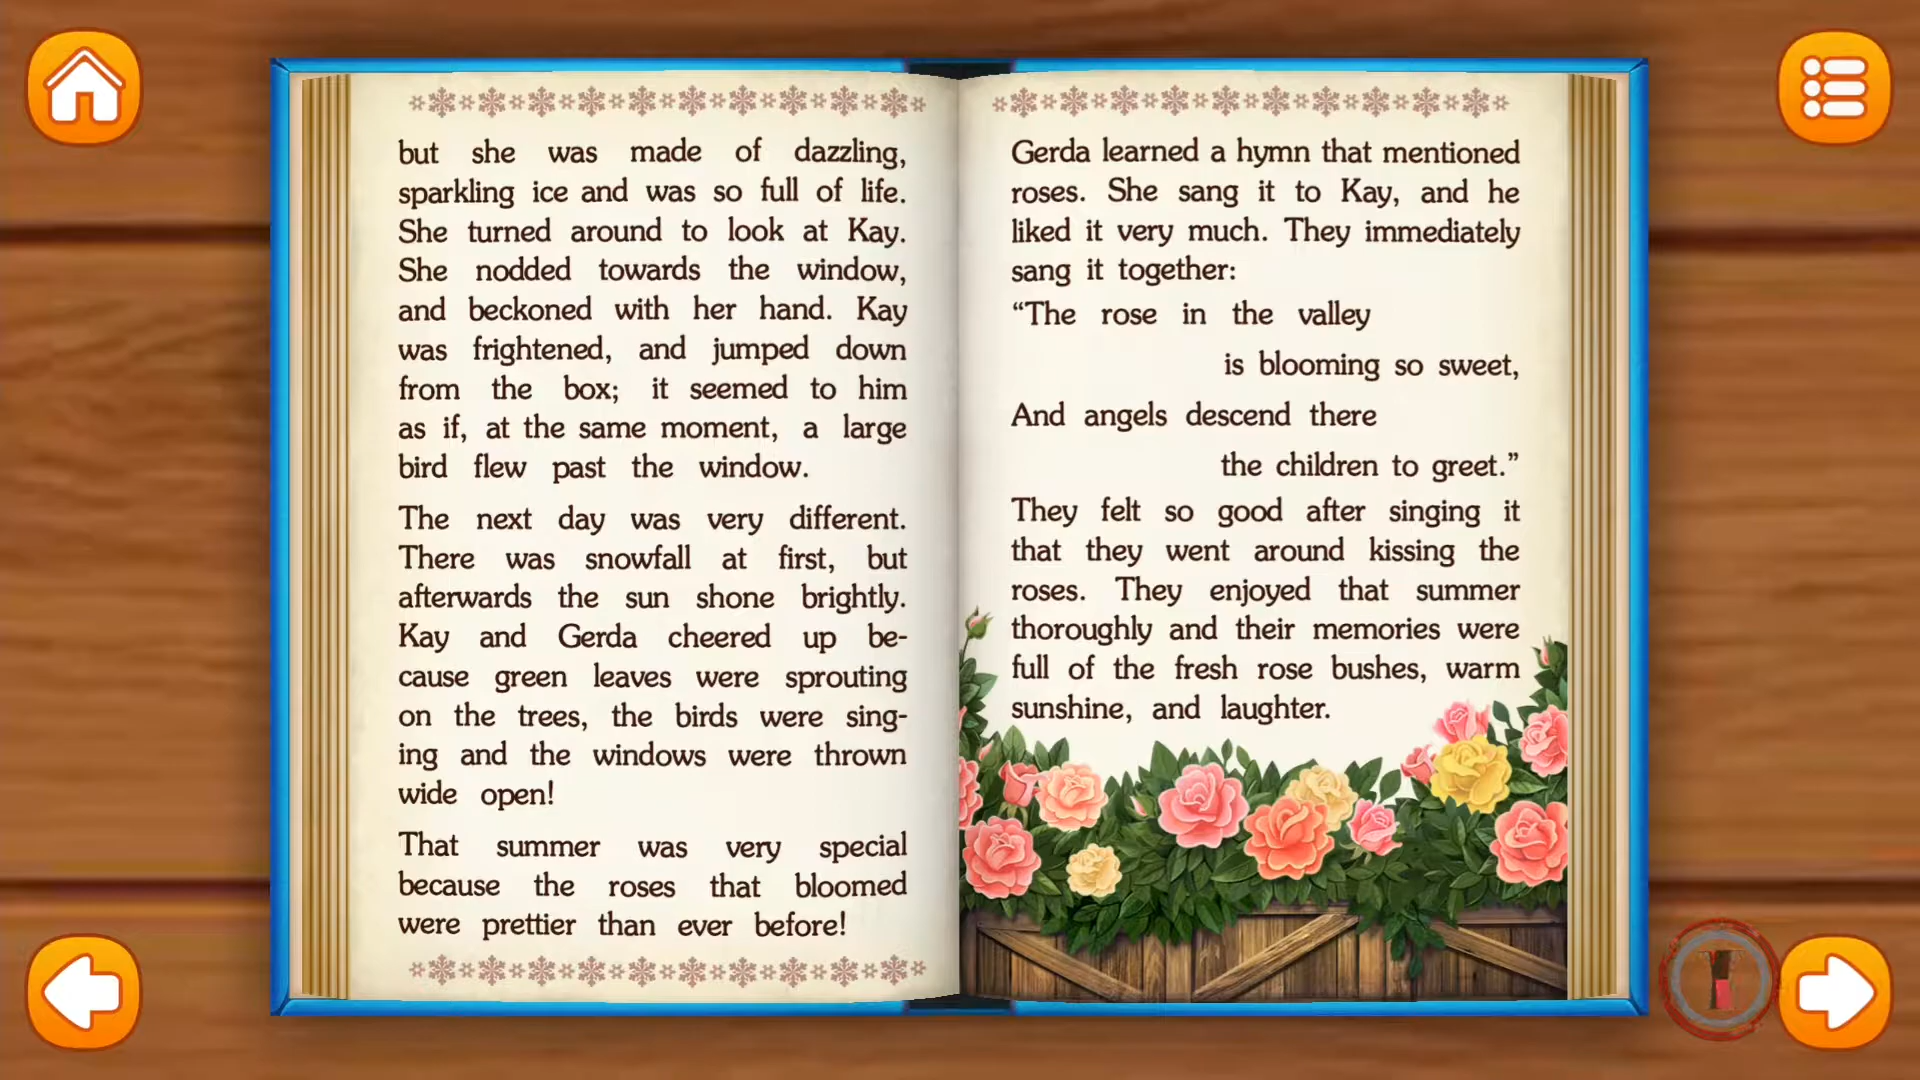 but she was made of dazzling,
sparkling ice and was so full of life.
She turned around to look at Kay.
She nodded towards the window,
and beckoned with her hand. Kay
was frightened, and jumped down
from the box; it seemed to him
as if, at the same moment, a large
bird flew past the window.
The next day was very different.
There was snowfall at first, but
afterwards the sun shone brightly.
Kay and Gerda cheered up be-
cause green leaves were sprouting
on the trees, the birds were sing-
ing and the windows were thrown
wide open!
That summer was very special
because the roses that bloomed
were prettier than ever before!
Gerda learned a hymn that mentioned
roses. She sang it to Kay, and he
liked it very much. They immediately
sang it together:
“The rose in the valley
is blooming so sweet,
And angels descend there
the children to greet.”
They felt so good after singing it
that they went around kissing the
roses. They enjoyed that summer
thoroughly and their memories were
full of the fresh rose bushes, warm
sunshine, and laughter.